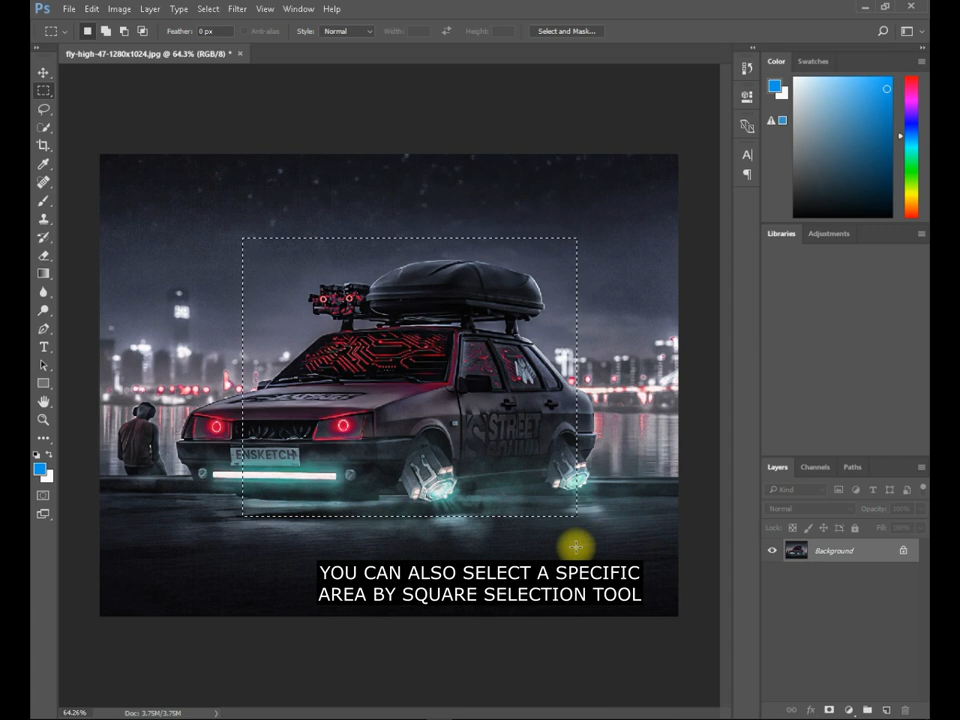 Ps File Edit Image Layer Type Select Filter View Window Help
Feather: 0 px Anti-alias Style: Normal Width: Height: Select and Mask...
fly-high-47-1280x1024.jpg @ 64.3% (RGB/8) * ×
Color Swatches
Libraries Adjustments
ENSKETCH
STREET
YOU CAN ALSO SELECT A SPECIFIC
AREA BY SQUARE SELECTION TOOL
Layers Channels Paths
Kind
Normal Opacity: 100%
Lock: Fill: 100%
Background
64.26% Doc: 3.75M/3.75M